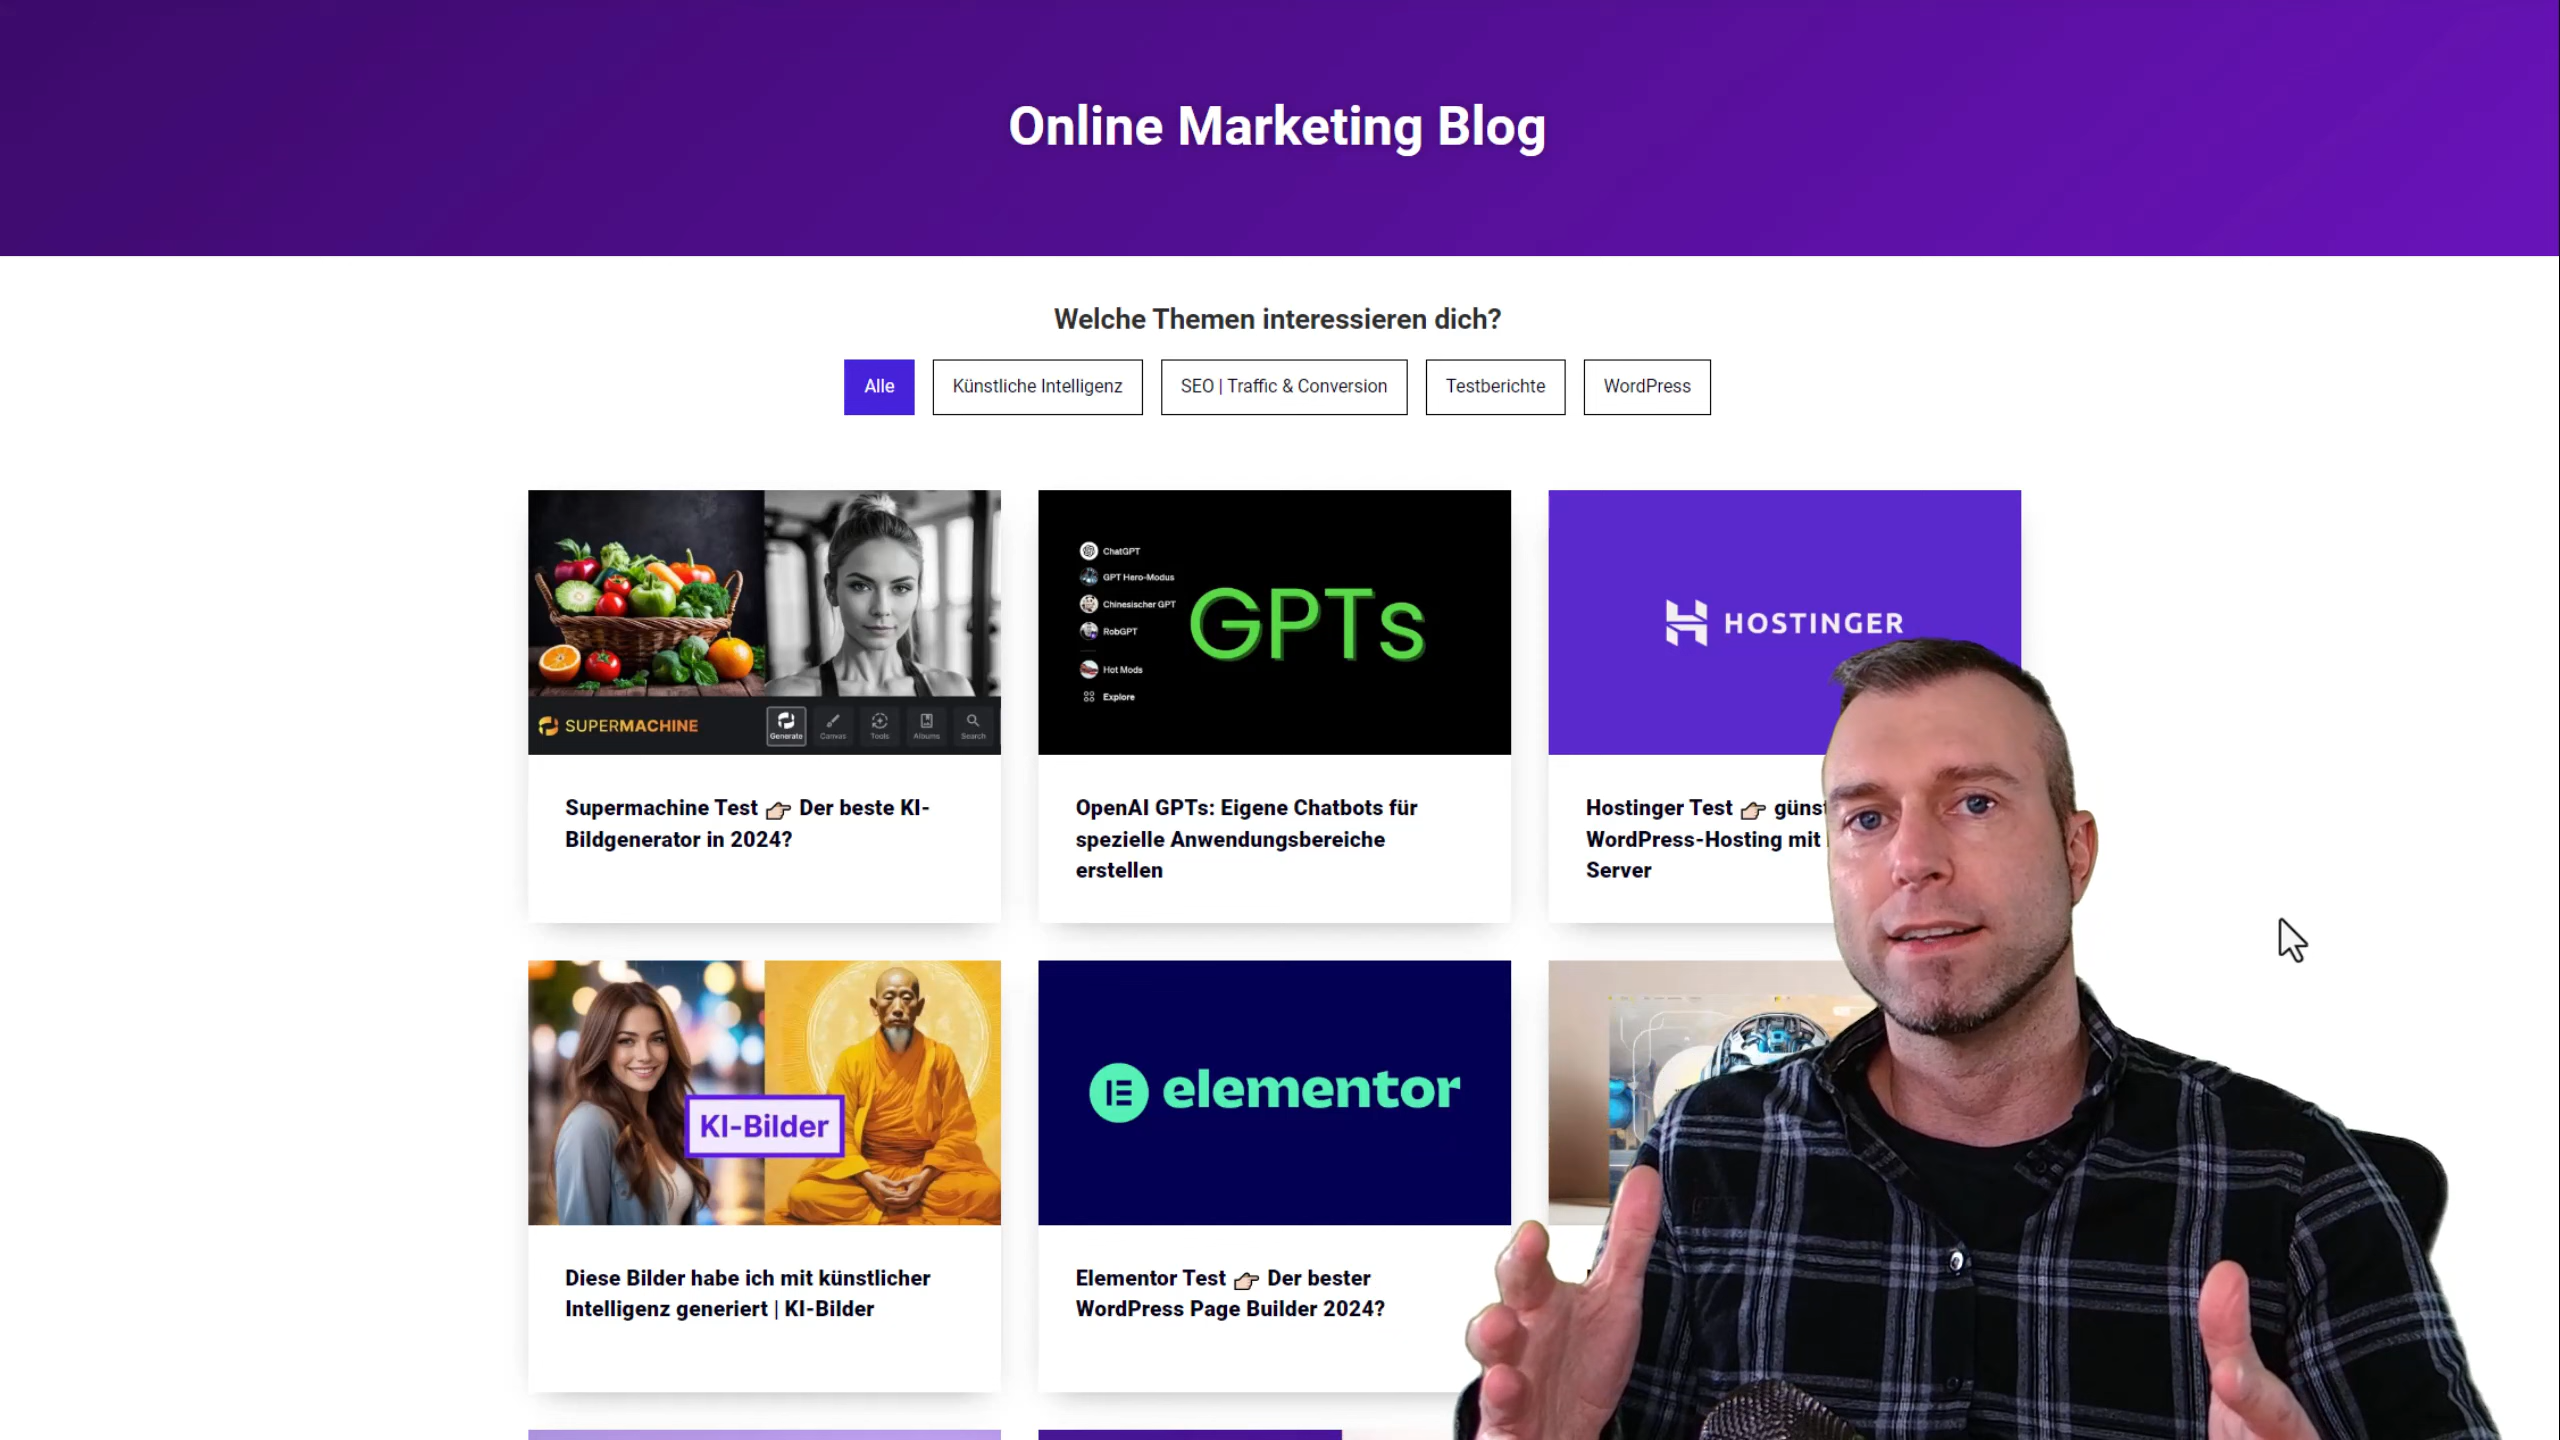 Online Marketing Blog
Welche Themen interessieren dich?
Alle
Künstliche Intelligenz
SEO | Traffic & Conversion
Testberichte
WordPress
SUPERMACHINE
Generate
Canvas
Tools
Albums
Search
Supermachine Test 👉🏻 Der beste KI-
Bildgenerator in 2024?
ChatGPT
GPT Hero-Modus
Chinesischer GPT
RobGPT
Hot Mods
Explore
GPTs
OpenAI GPTs: Eigene Chatbots für
spezielle Anwendungsbereiche
erstellen
HOSTINGER
Hostinger Test 👉🏻
WordPress-Hosting mit
Server
KI-Bilder
Diese Bilder habe ich mit künstlicher
Intelligenz generiert | KI-Bilder
elementor
Elementor Test 👉🏻 Der bester
WordPress Page Builder 2024?